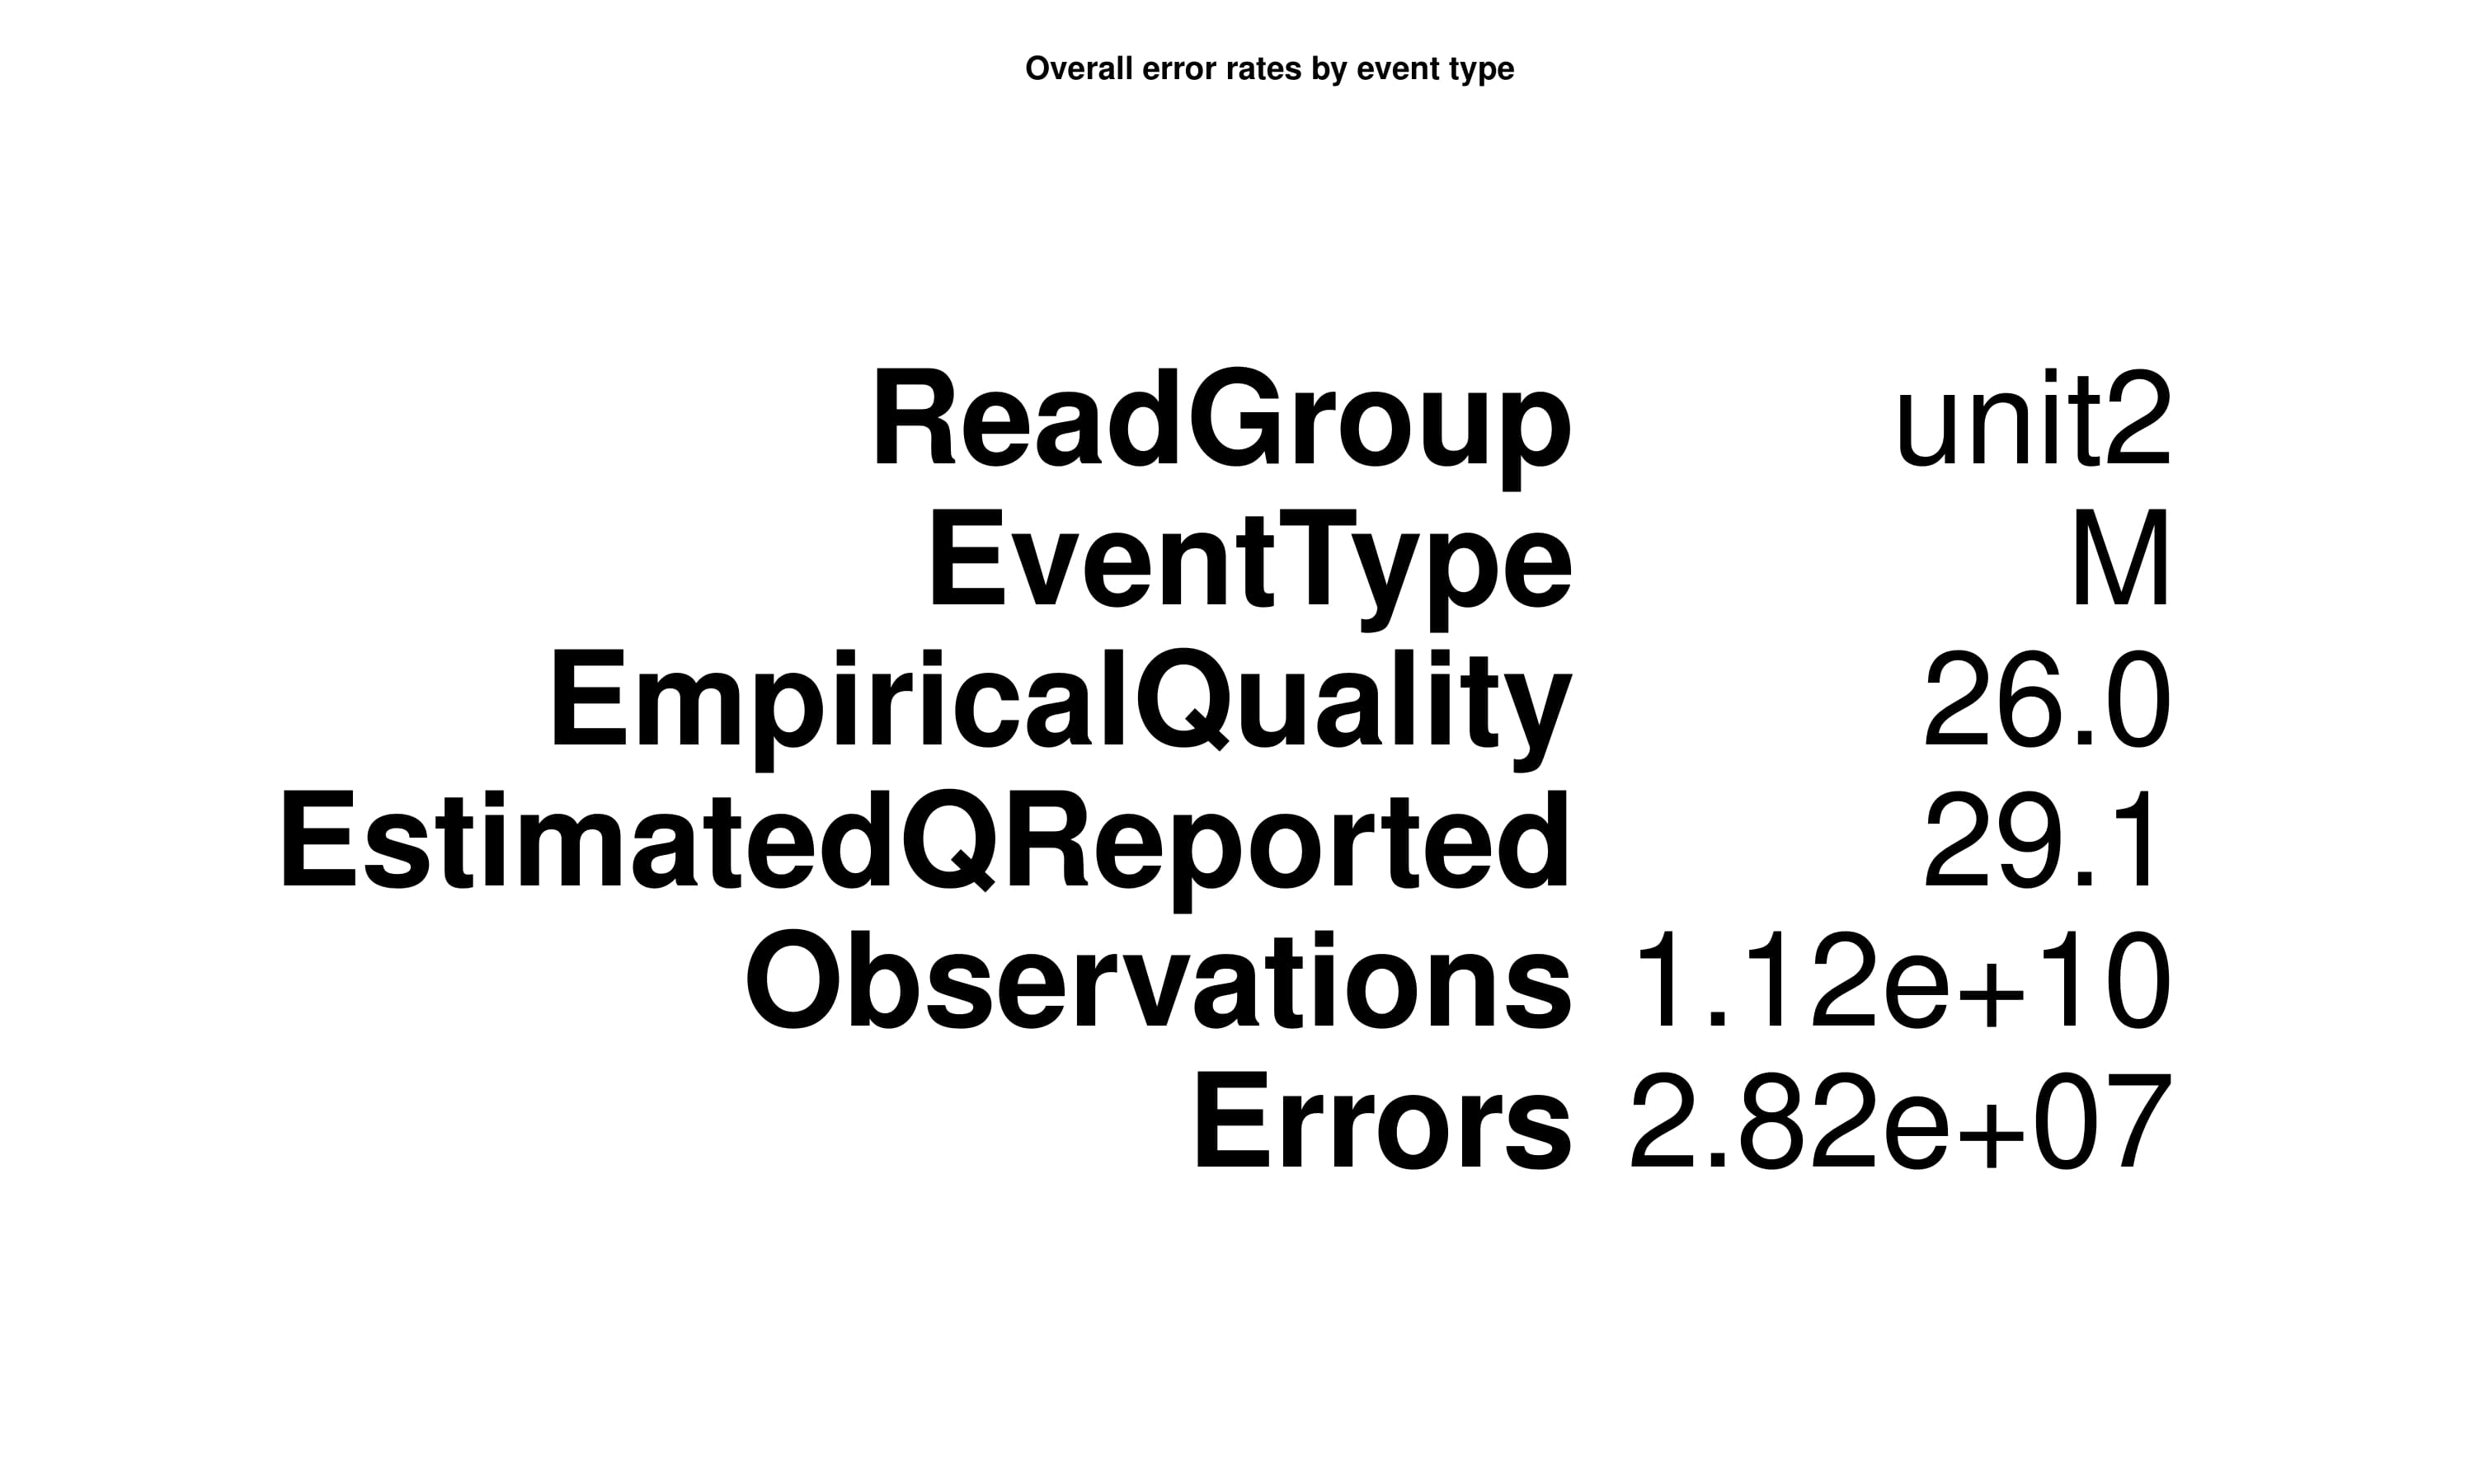 Overall error rates by event type
ReadGroup unit2
EventType M
EmpiricalQuality 26.0
EstimatedQReported 29.1
Observations 1.12e+10
Errors 2.82e+07